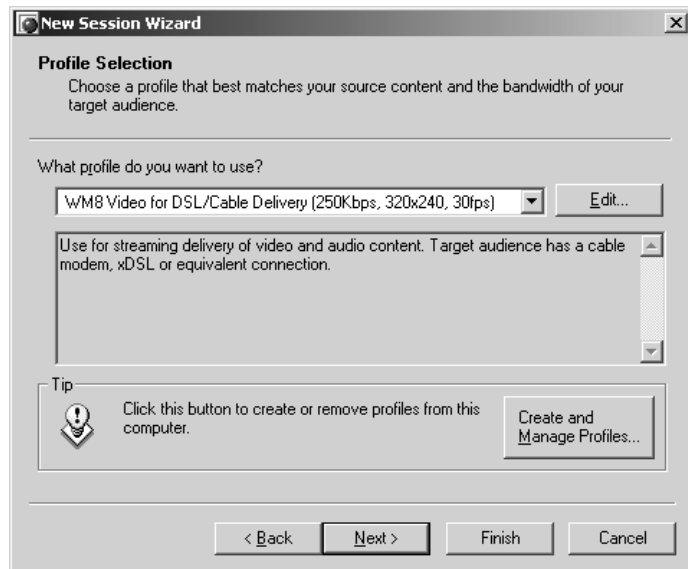 New Session Wizard
Profile Selection
Choose a profile that best matches your source content and the bandwidth of your
target audience.
What profile do you want to use?
WM8 Video for DSL/Cable Delivery (250Kbps, 320x240, 30fps)
Edit...
Use for streaming delivery of video and audio content. Target audience has a cable
modem, xDSL or equivalent connection.
Tip
Click this button to create or remove profiles from this
computer.
Create and
Manage Profiles...
< Back
Next >
Finish
Cancel